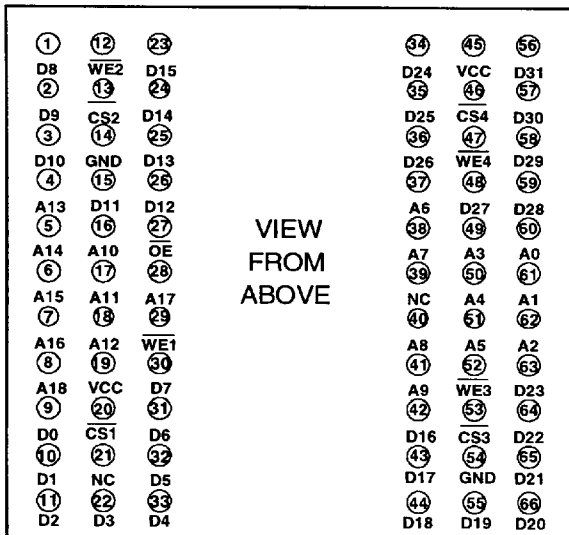 1 12 23 34 45 56
D8 WE2 D15 D24 VCC D31
2 13 24 35 46 57
D9 CS2 D14 D25 CS4 D30
3 14 25 36 47 58
D10 GND D13 D26 WE4 D29
4 15 26 37 48 59
A13 D11 D12 A6 D27 D28
5 16 27 VIEW 38 49 60
A14 A10 OE A7 A3 A0
6 17 28 FROM 39 50 61
A15 A11 A17 ABOVE NC A4 A1
7 18 29 40 51 62
A16 A12 WE1 A8 A5 A2
8 19 30 41 52 63
A18 VCC D7 A9 WE3 D23
9 20 31 42 53 64
D0 CS1 D6 D16 CS3 D22
10 21 32 43 54 65
D1 NC D5 D17 GND D21
11 22 33 44 55 66
D2 D3 D4 D18 D19 D20